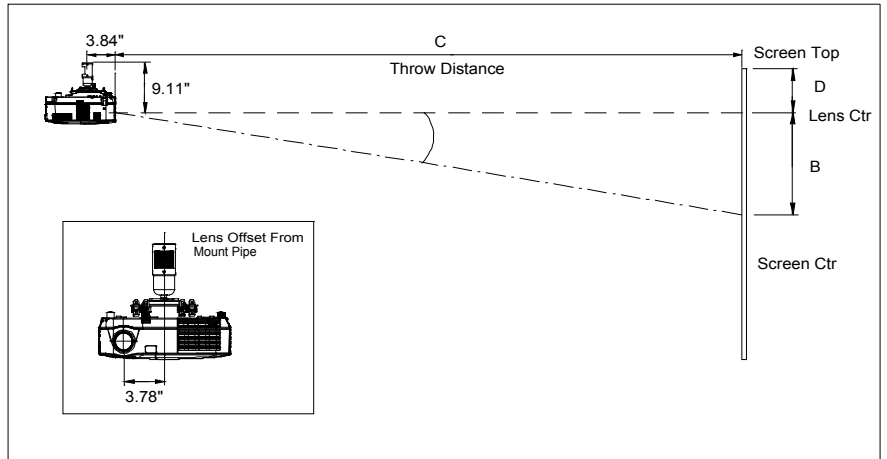 3.84"
C
Screen Top
Throw Distance
9.11"
D
Lens Ctr
B
Lens Offset From
Mount Pipe
Screen Ctr
3.78"